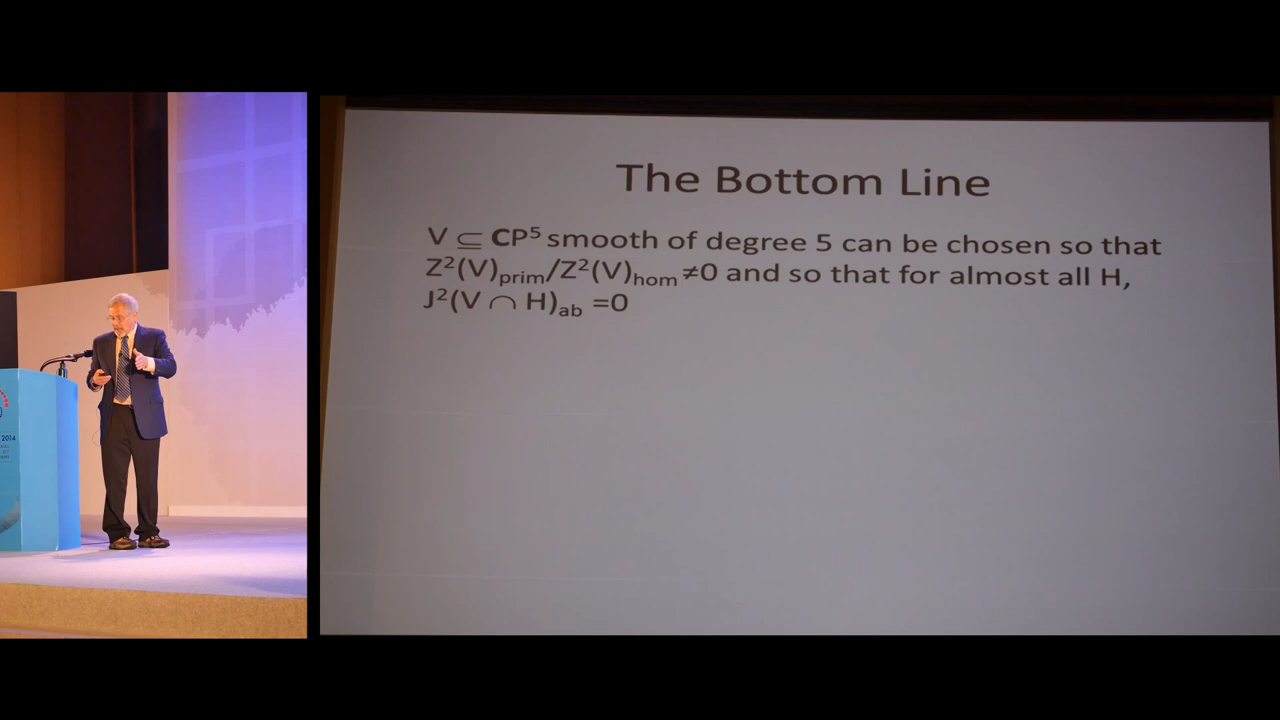 The Bottom Line
V ⊆ CP⁵ smooth of degree 5 can be chosen so that
Z²(V)prim/Z²(V)hom ≠0 and so that for almost all H,
J²(V ∩ H)ab =0
2014